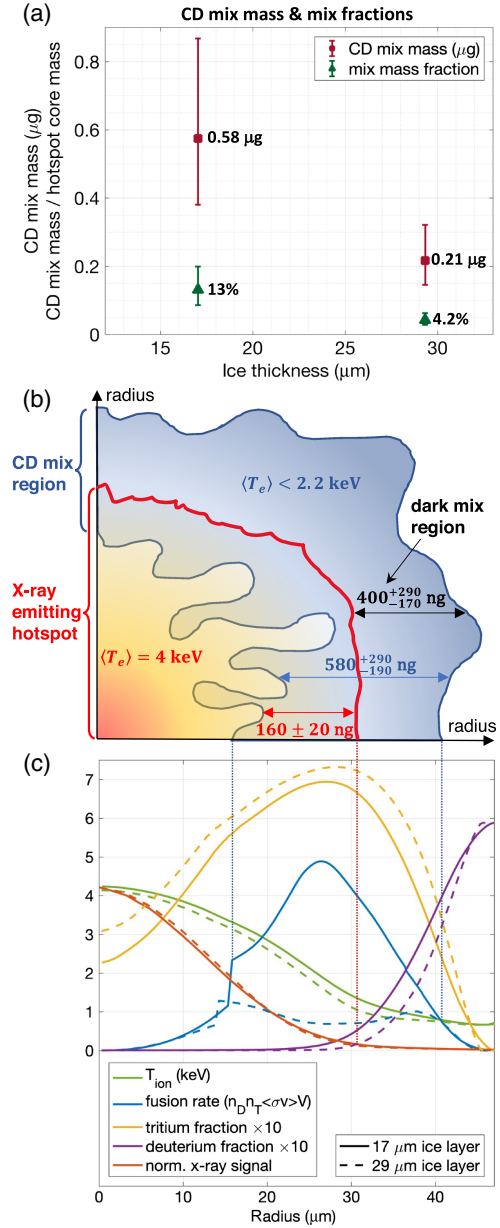 (a)
CD mix mass & mix fractions
CD mix mass (μg)
CD mix mass / hotspot core mass
0.8
0.6
0.4
0.2
0
CD mix mass (μg)
mix mass fraction
0.58 μg
13%
0.21 μg
4.2%
15
20
25
30
Ice thickness (μm)
(b)
radius
CD mix
region
⟨Te⟩ < 2.2 keV
dark mix
region
X-ray
emitting
hotspot
400 +290 −170 ng
⟨Te⟩ = 4 keV
580 +290 −190 ng
160 ± 20 ng
radius
(c)
7
6
5
4
3
2
1
0
T_ion (keV)
fusion rate (n_D n_T<σv>V)
tritium fraction ×10
deuterium fraction ×10
norm. x-ray signal
17 μm ice layer
29 μm ice layer
0
10
20
30
40
Radius (μm)